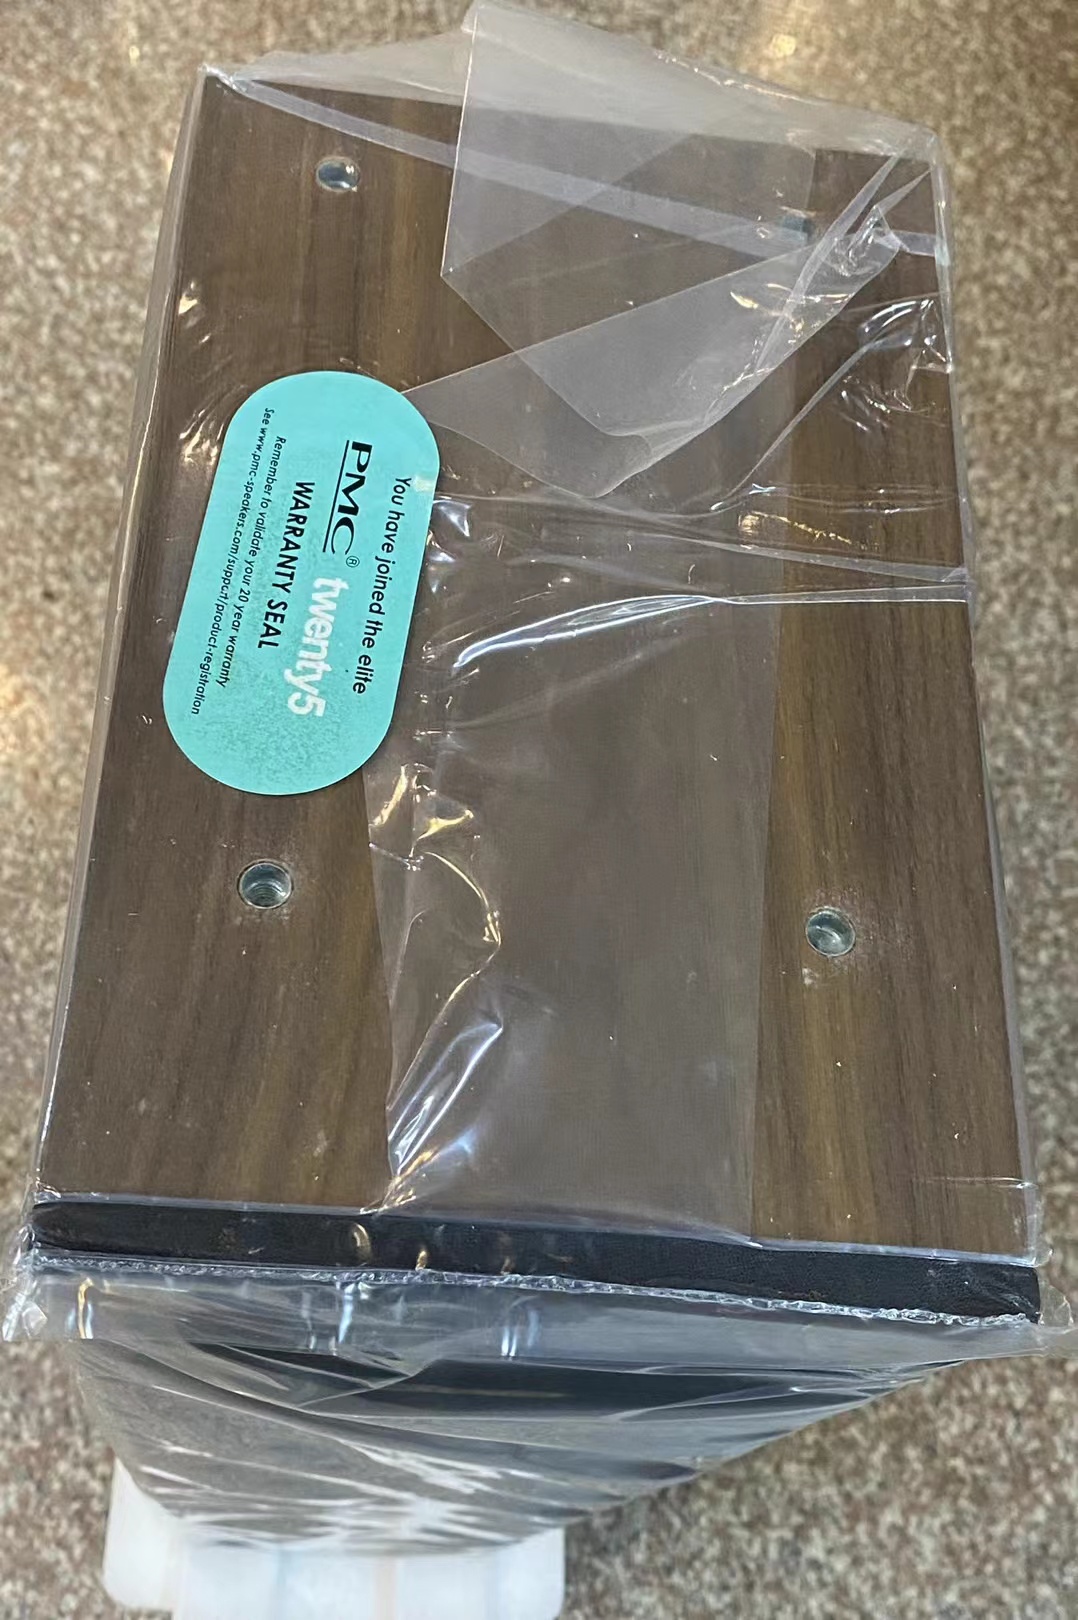 You have joined the elite
PMC® twenty5
WARRANTY SEAL
Remember to validate your 20 year warranty
See www.pmc-speakers.com/support/product-registration